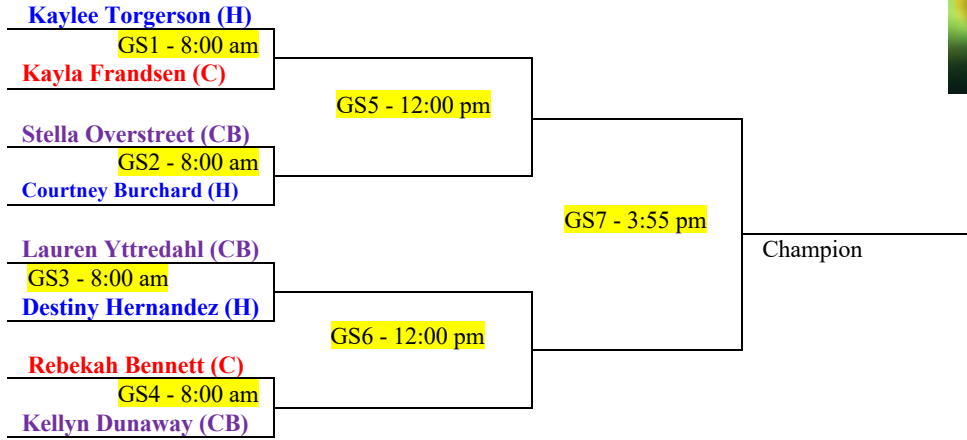 Kaylee Torgerson (H)
GS1 - 8:00 am
Kayla Frandsen (C)
GS5 - 12:00 pm
Stella Overstreet (CB)
GS2 - 8:00 am
Courtney Burchard (H)
GS7 - 3:55 pm
Lauren Yttredahl (CB)
Champion
GS3 - 8:00 am
Destiny Hernandez (H)
GS6 - 12:00 pm
Rebekah Bennett (C)
GS4 - 8:00 am
Kellyn Dunaway (CB)